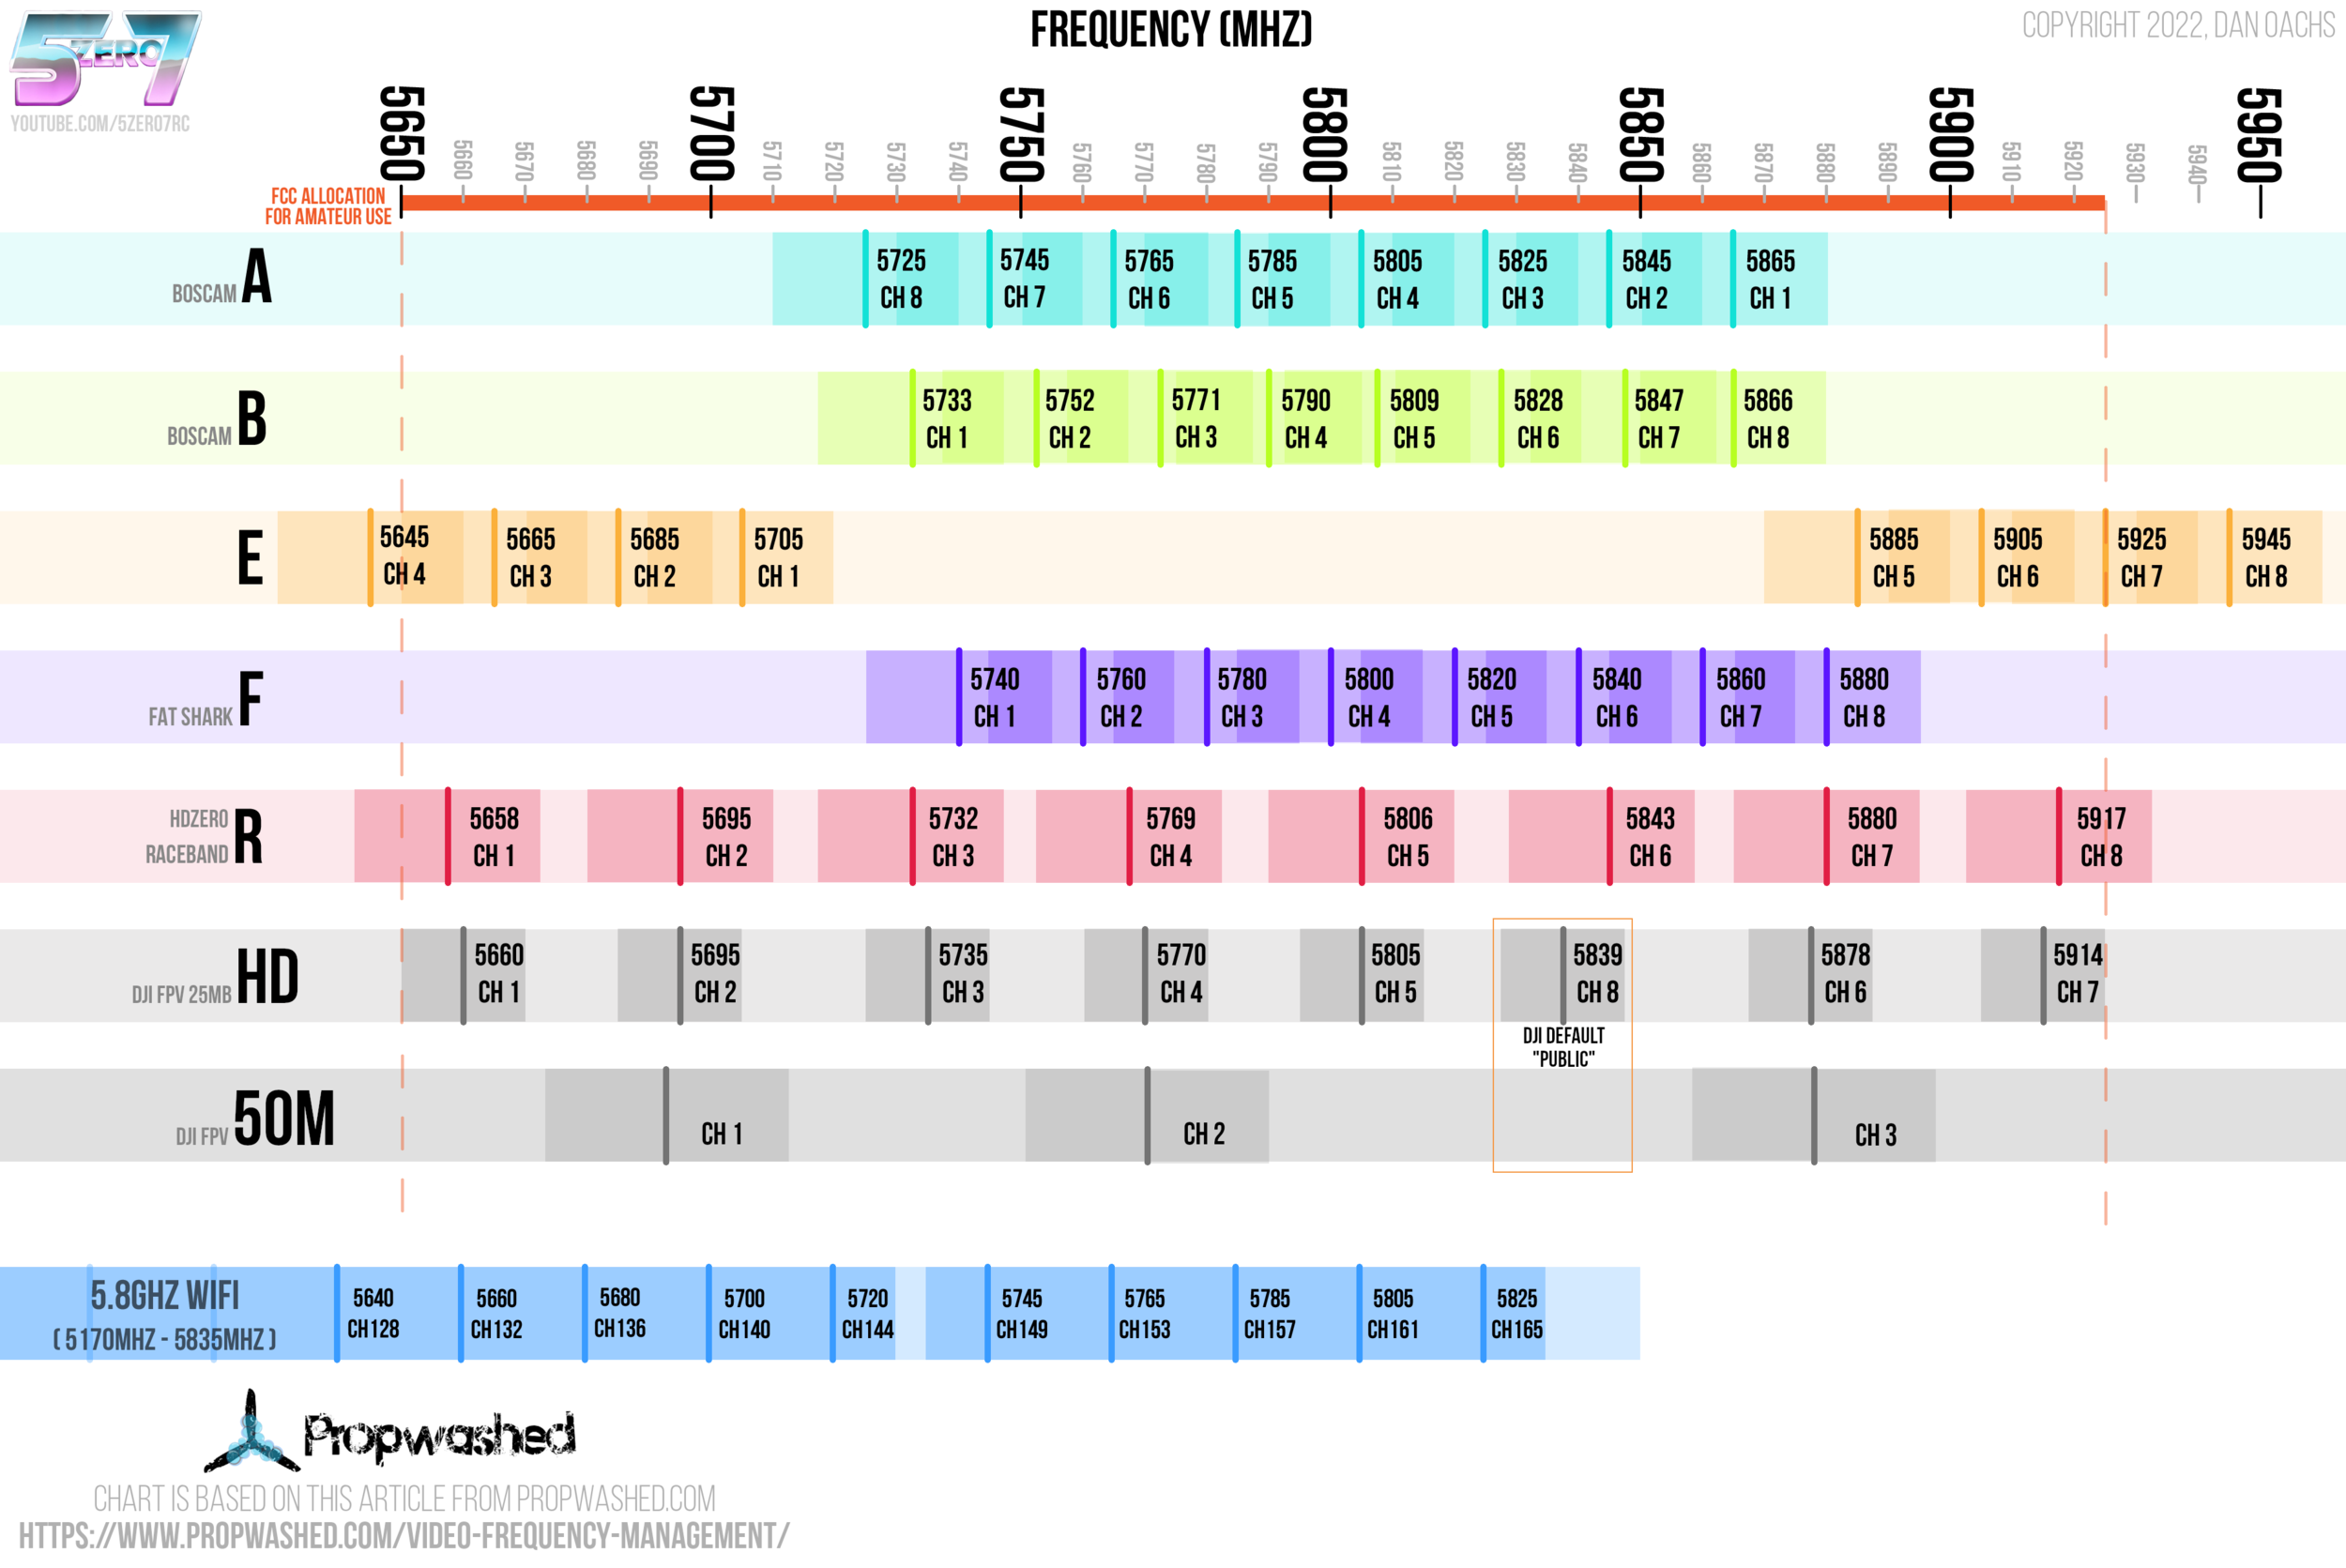 FREQUENCY (MHZ)
COPYRIGHT 2022, DAN OACHS
5ZERO7
YOUTUBE.COM/5ZERO7RC
5650 5660 5670 5680 5690 5700 5710 5720 5730 5740 5750 5760 5770 5780 5790 5800 5810 5820 5830 5840 5850 5860 5870 5880 5890 5900 5910 5920 5930 5940 5950
FCC ALLOCATION
FOR AMATEUR USE
BOSCAM A
5725 5745 5765 5785 5805 5825 5845 5865
CH 8 CH 7 CH 6 CH 5 CH 4 CH 3 CH 2 CH 1
BOSCAM B
5733 5752 5771 5790 5809 5828 5847 5866
CH 1 CH 2 CH 3 CH 4 CH 5 CH 6 CH 7 CH 8
E
5645 5665 5685 5705 5885 5905 5925 5945
CH 4 CH 3 CH 2 CH 1 CH 5 CH 6 CH 7 CH 8
FAT SHARK F
5740 5760 5780 5800 5820 5840 5860 5880
CH 1 CH 2 CH 3 CH 4 CH 5 CH 6 CH 7 CH 8
HDZERO
RACEBAND R
5658 5695 5732 5769 5806 5843 5880 5917
CH 1 CH 2 CH 3 CH 4 CH 5 CH 6 CH 7 CH 8
DJI FPV 25MB HD
5660 5695 5735 5770 5805 5839 5878 5914
CH 1 CH 2 CH 3 CH 4 CH 5 CH 8 CH 6 CH 7
DJI DEFAULT
"PUBLIC"
DJI FPV 50M
CH 1 CH 2 CH 3
5.8GHZ WIFI
( 5170MHZ - 5835MHZ )
5640 5660 5680 5700 5720 5745 5765 5785 5805 5825
CH128 CH132 CH136 CH140 CH144 CH149 CH153 CH157 CH161 CH165
Propwashed
CHART IS BASED ON THIS ARTICLE FROM PROPWASHED.COM
HTTPS://WWW.PROPWASHED.COM/VIDEO-FREQUENCY-MANAGEMENT/